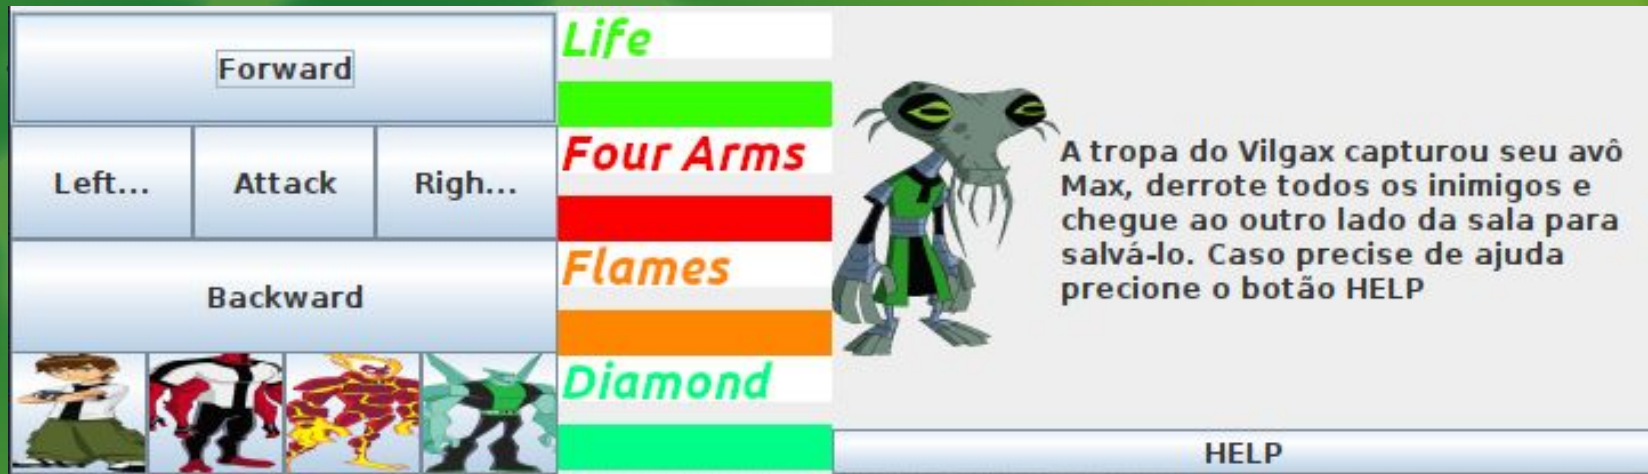 Forward
Left...
Attack
Righ...
Backward
Life
Four Arms
Flames
Diamond
A tropa do Vilgax capturou seu avô
Max, derrote todos os inimigos e
chegue ao outro lado da sala para
salvá-lo. Caso precise de ajuda
precione o botão HELP
HELP